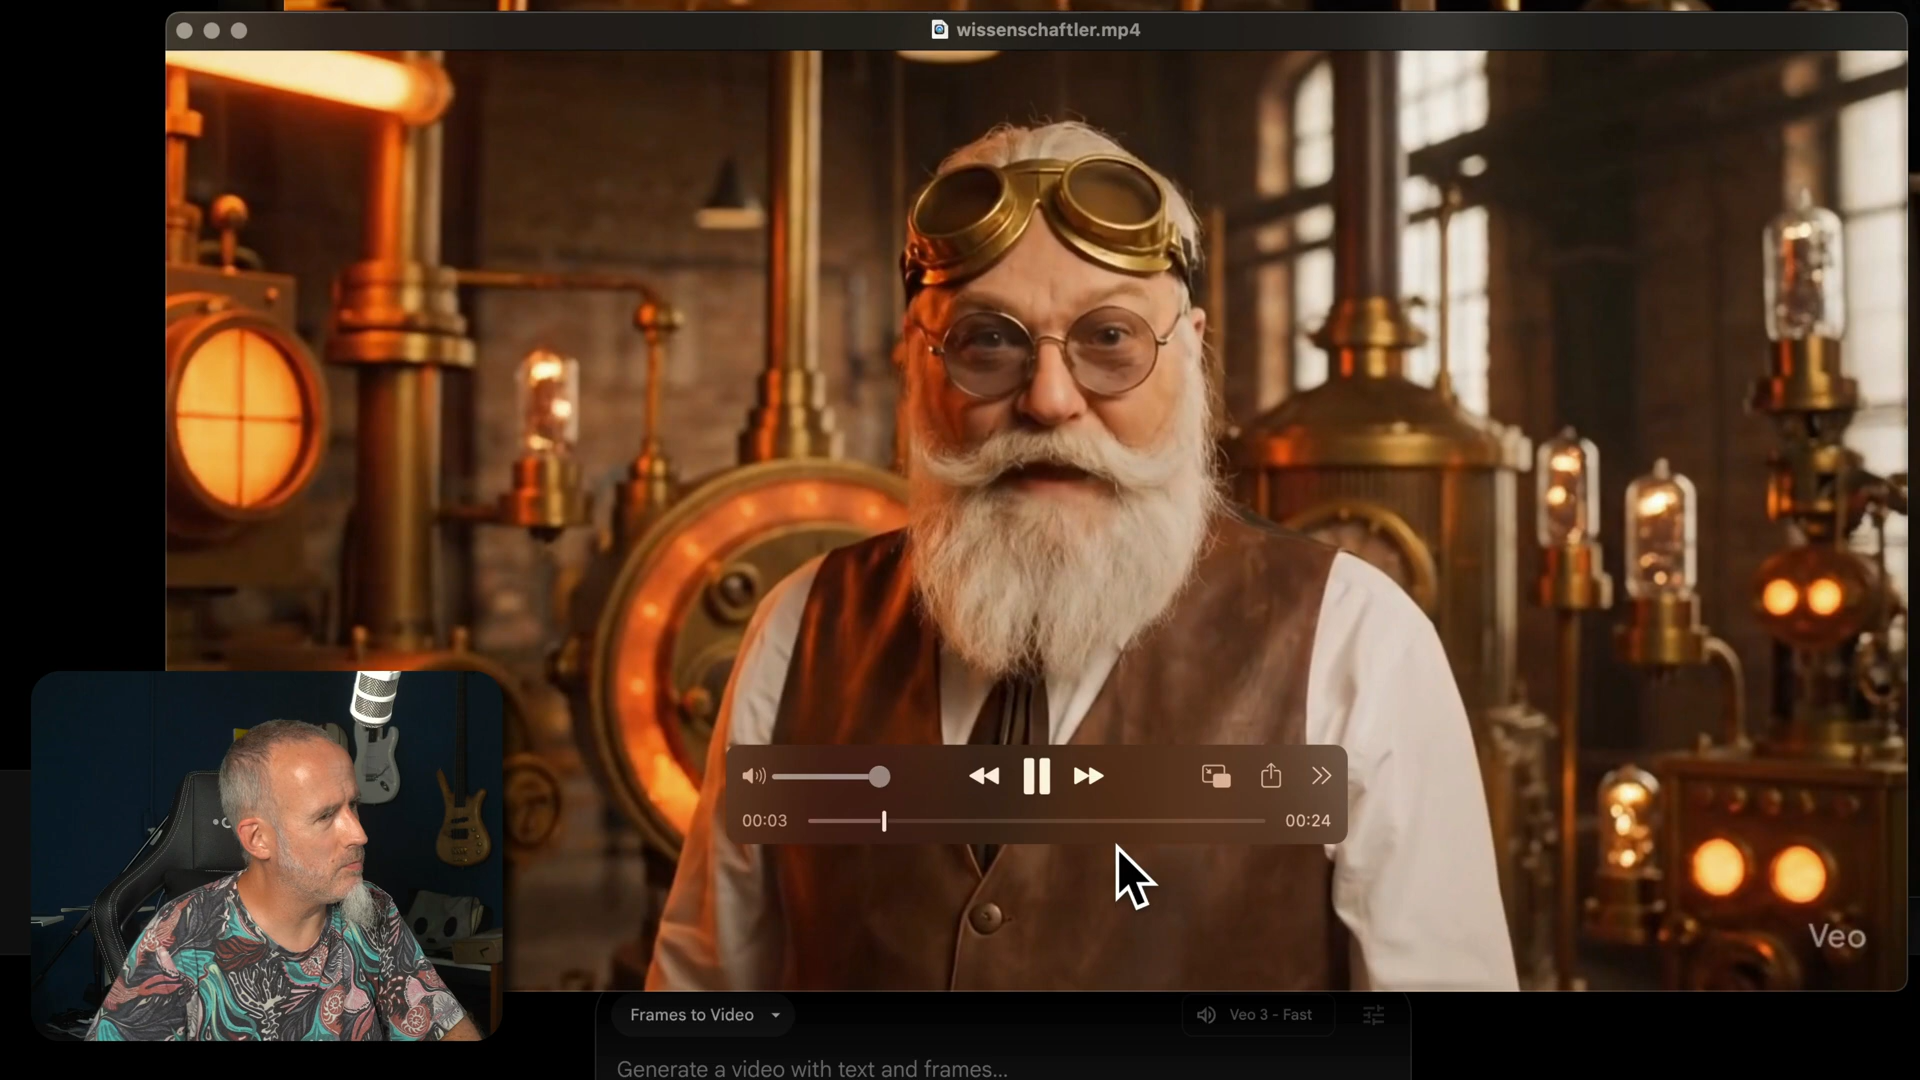 wissenschaftler.mp4
00:03
00:24
Veo
Frames to Video
Veo 3 - Fast
Generate a video with text and frames...